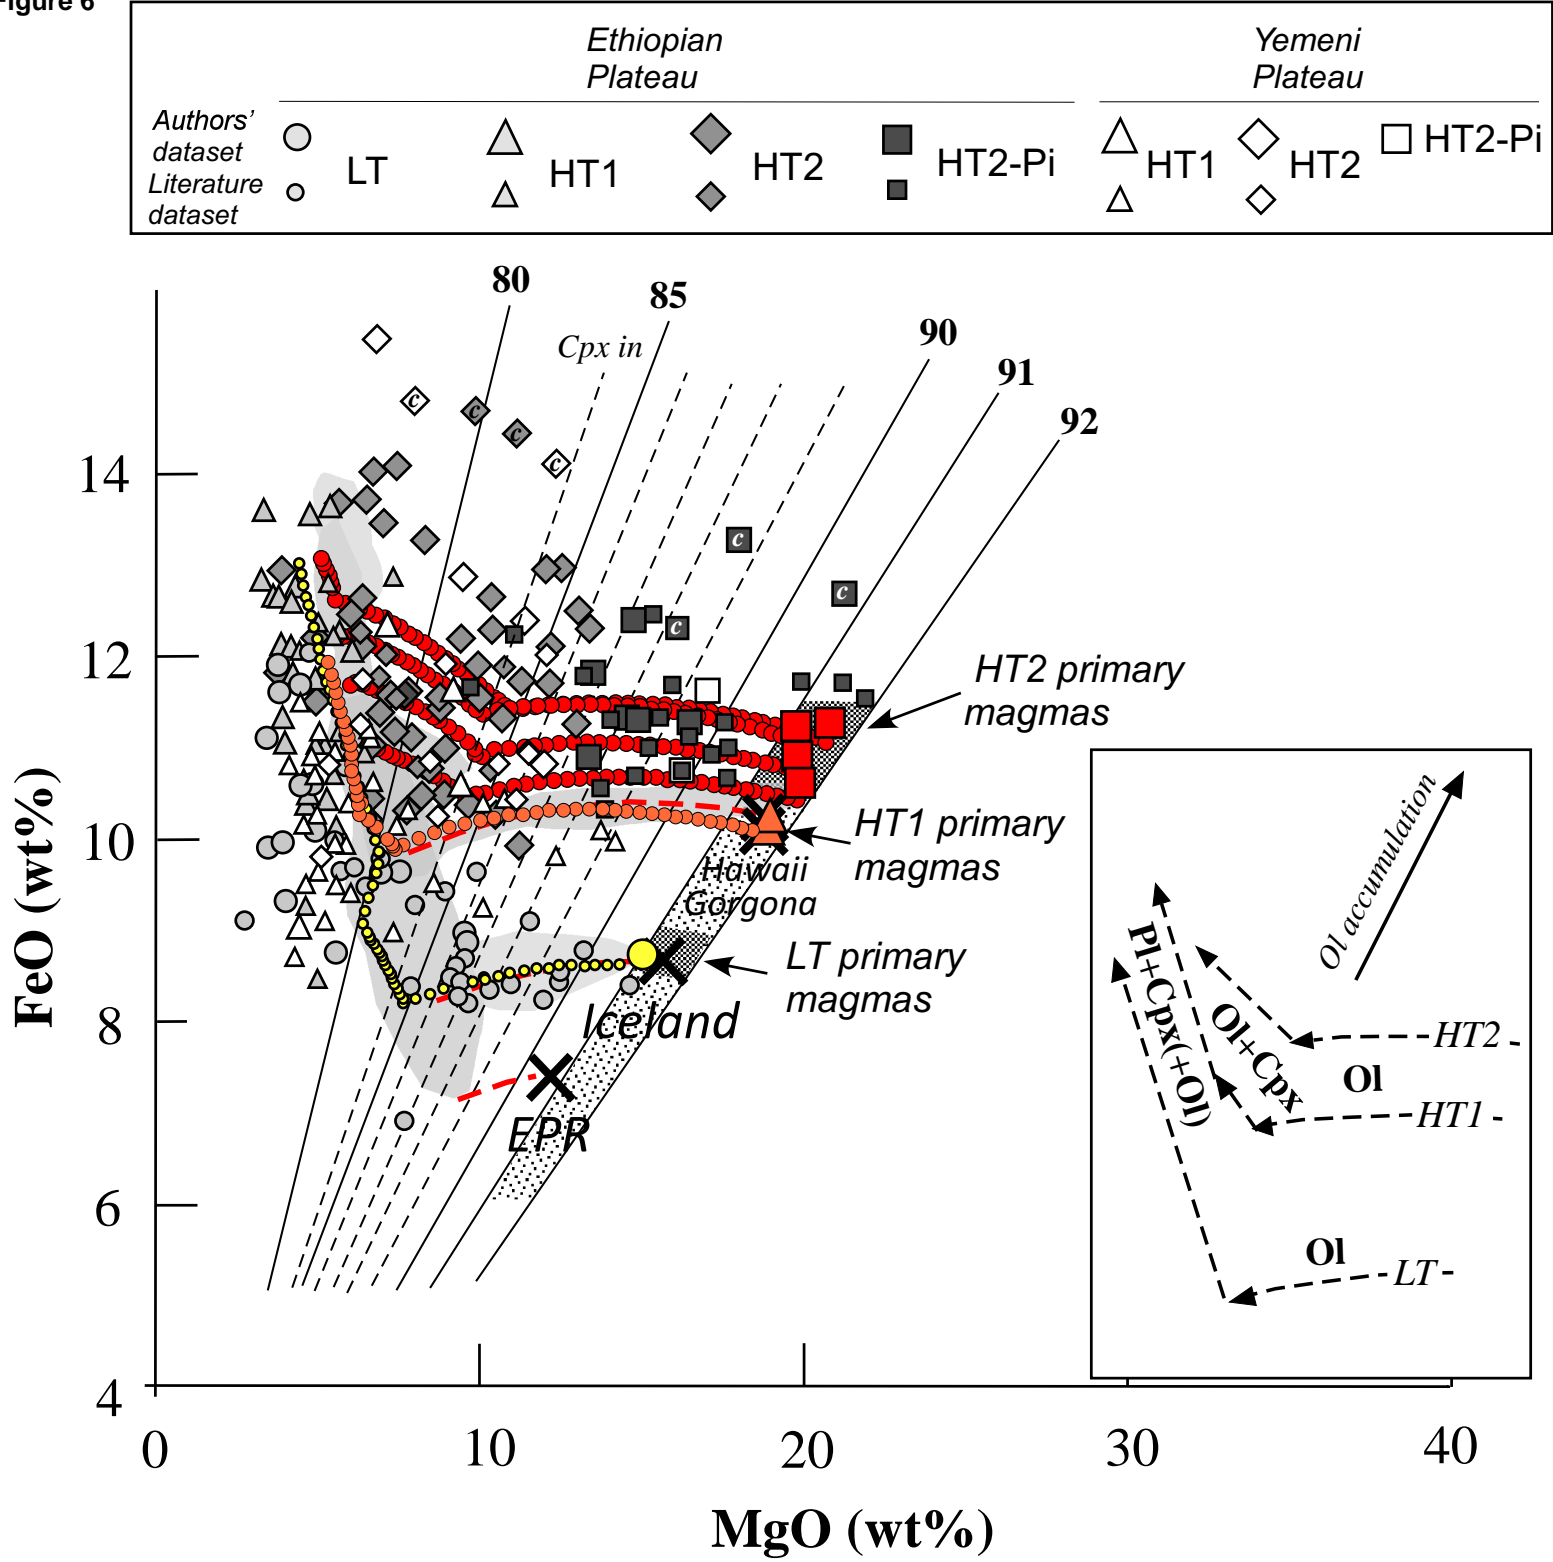 Figure 6
Ethiopian
Plateau
Yemeni
Plateau
Authors'
dataset
Literature
dataset
LT
HT1
HT2
HT2-Pi
HT1
HT2
HT2-Pi
80
85
90
91
92
Cpx in
c
c
c
c
c
c
c
14
12
10
8
6
4
FeO (wt%)
HT2 primary
magmas
HT1 primary
magmas
Hawaii
Gorgona
LT primary
magmas
Iceland
EPR
Ol accumulation
Pl+Cpx(+Ol)
Ol+Cpx
HT2
Ol
HT1
Ol
LT
0
10
20
30
40
MgO (wt%)